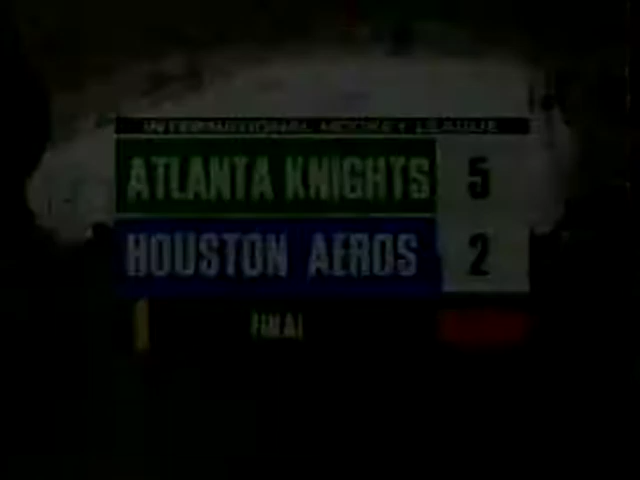 INTERNATIONAL HOCKEY LEAGUE
ATLANTA KNIGHTS 5
HOUSTON AEROS 2
FINAL